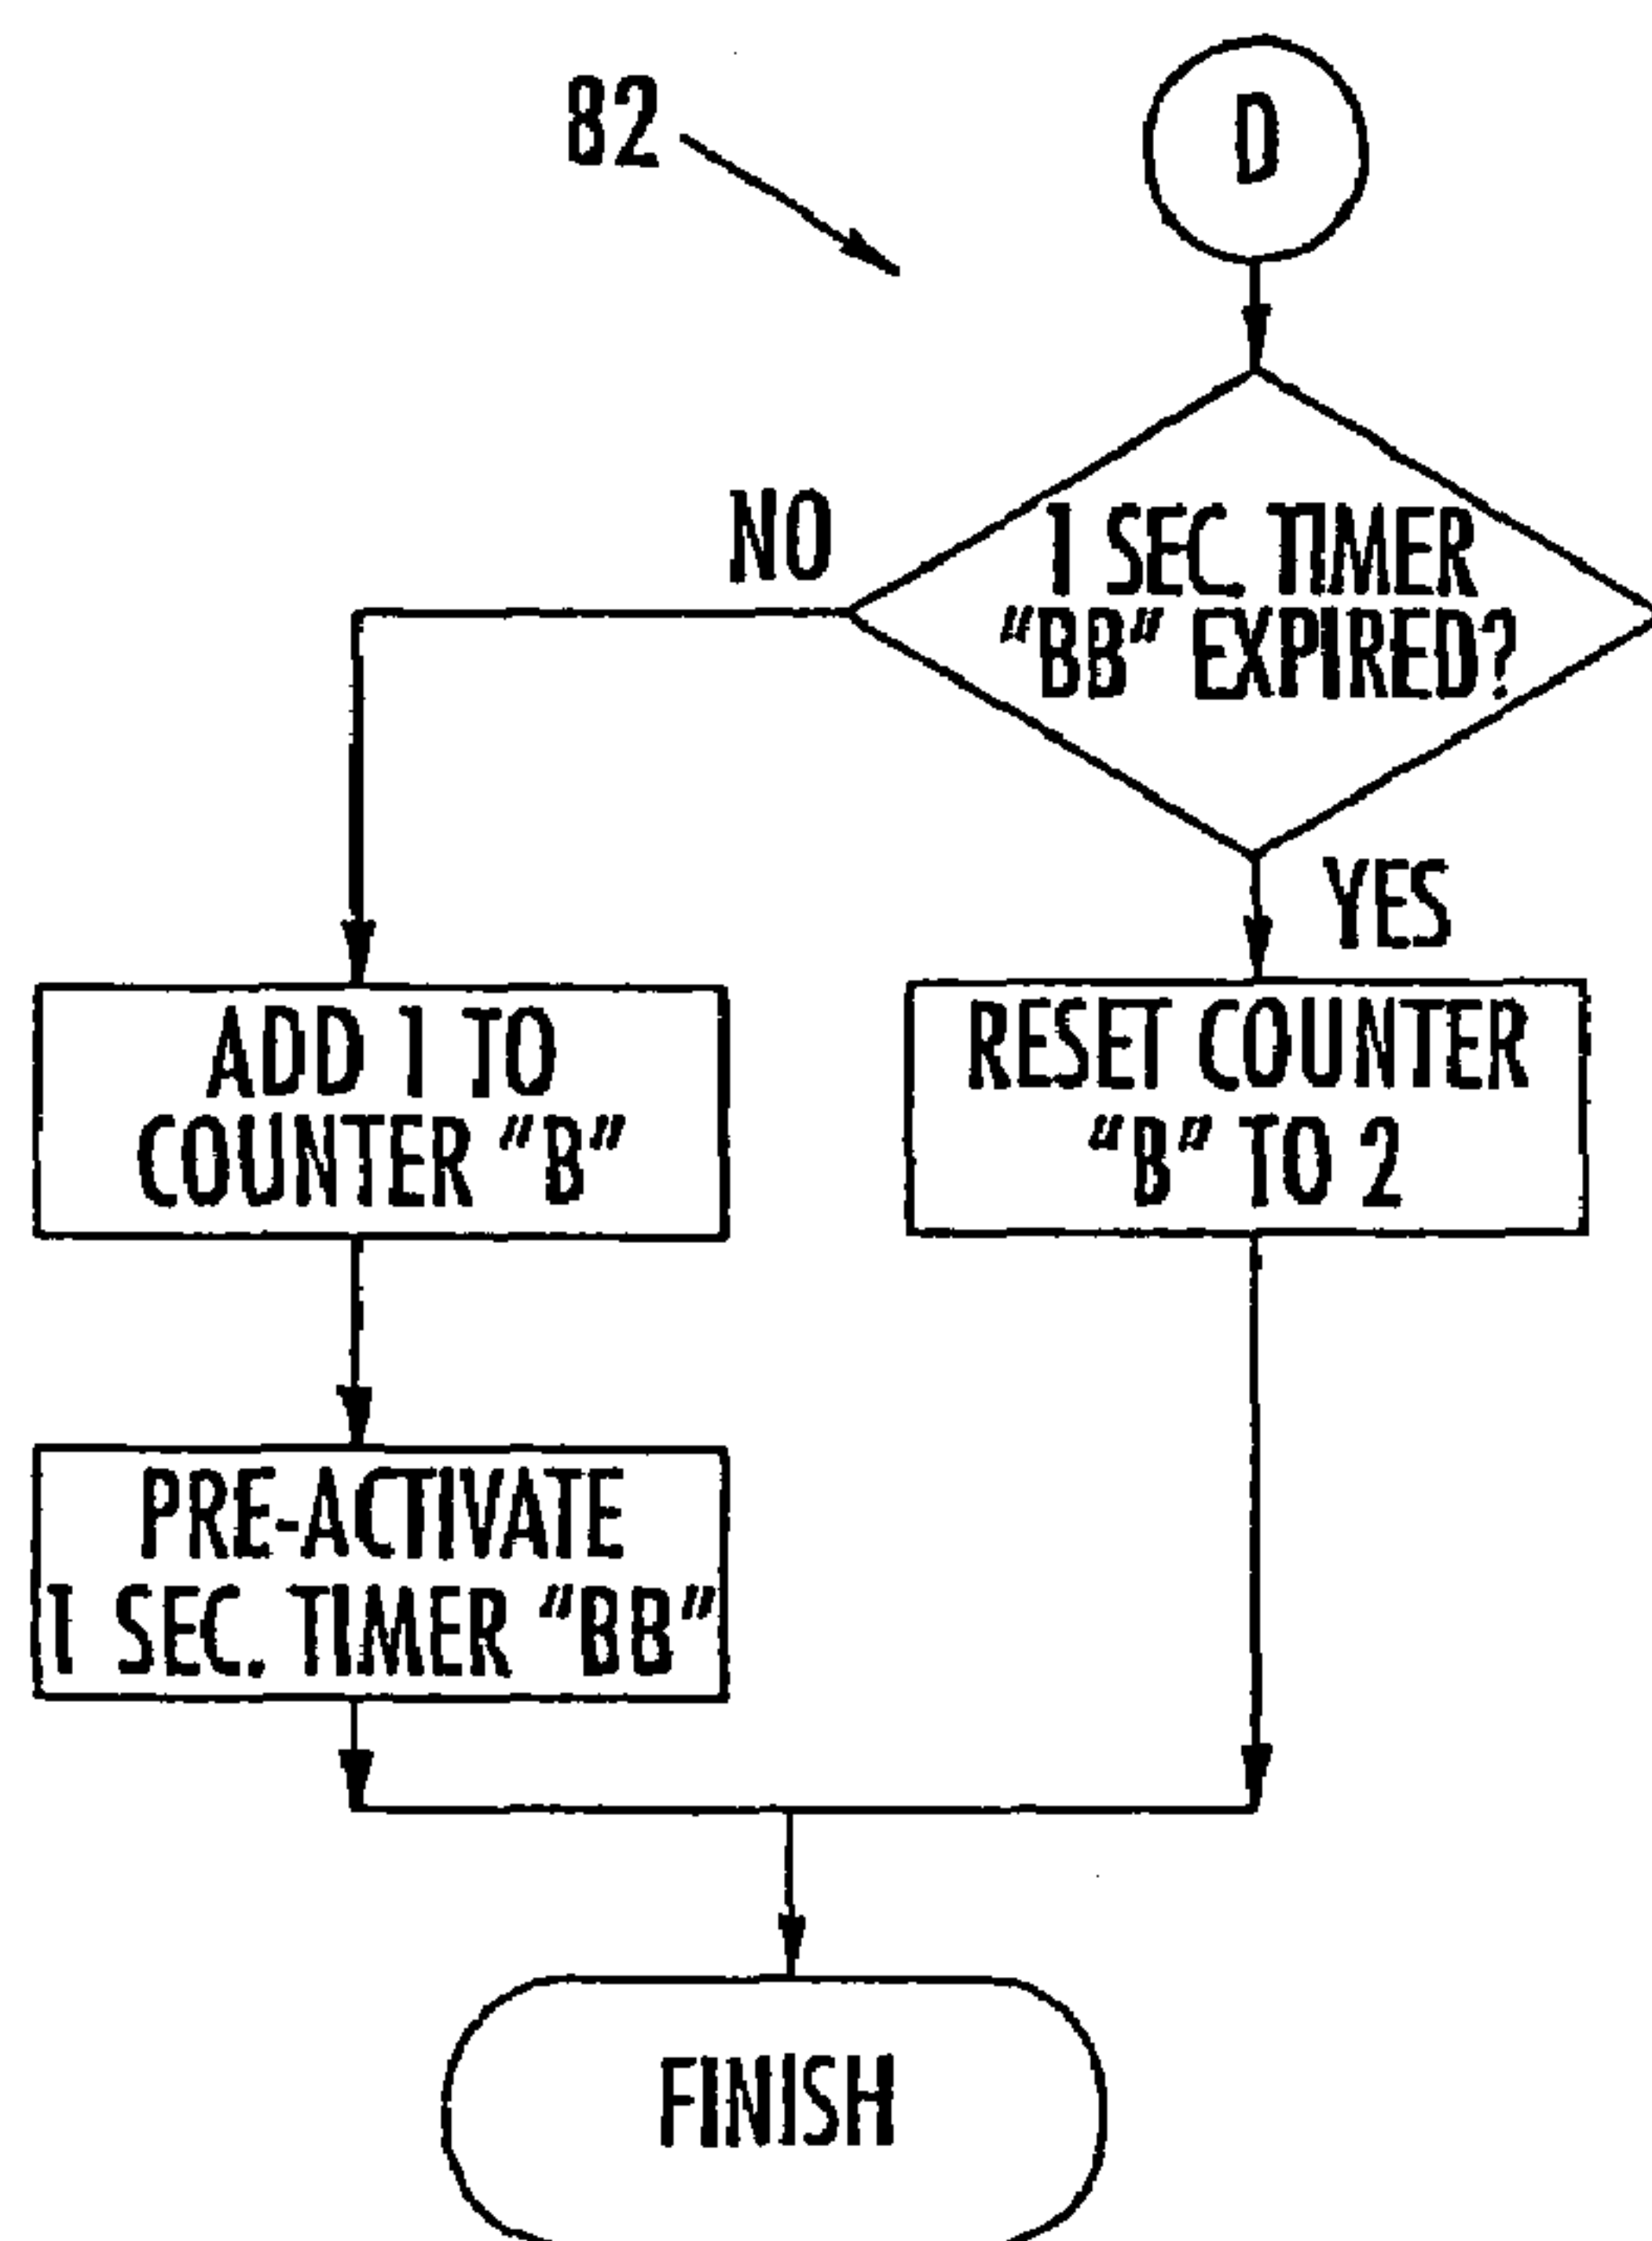 82
D
1 SEC. TIMER
"BB" EXPIRED?
NO
YES
ADD 1 TO
COUNTER "B"
RESET COUNTER
"B" TO 2
PRE-ACTIVATE
1 SEC. TIMER "BB"
FINISH